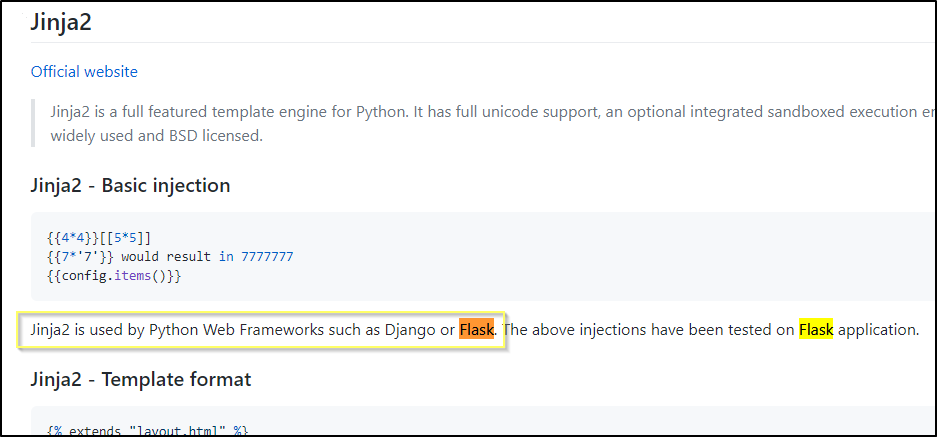 Jinja2
Official website
Jinja2 is a full featured template engine for Python. It has full unicode support, an optional integrated sandboxed execution
widely used and BSD licensed.
Jinja2 - Basic injection
{{4*4}}[[5*5]]
{{7*'7'}} would result in 7777777
{{config.items()}}
Jinja2 is used by Python Web Frameworks such as Django or Flask. The above injections have been tested on Flask application.
Jinja2 - Template format
{% extends "layout.html" %}